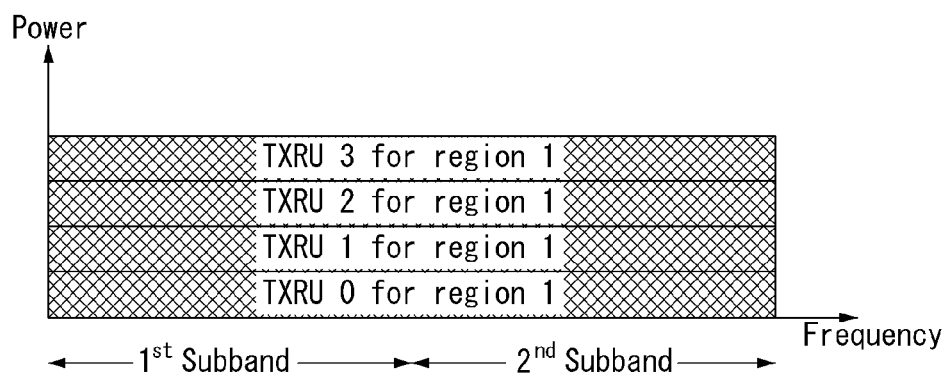 Power
TXRU 3 for region 1
TXRU 2 for region 1
TXRU 1 for region 1
TXRU 0 for region 1
Frequency
1st Subband
2nd Subband